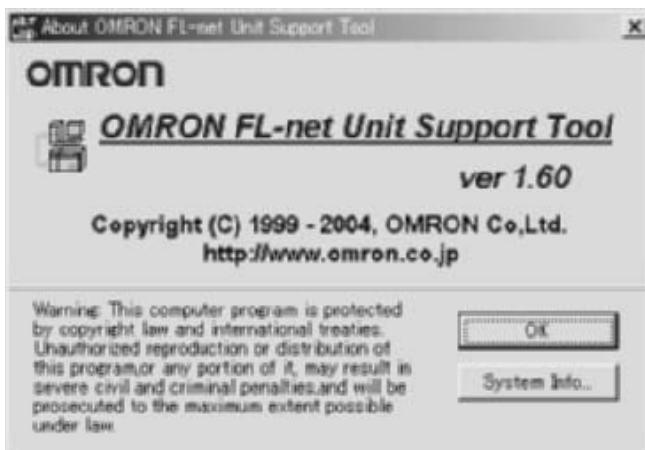 About OMRON FL-net Unit Support Tool
OMRON
OMRON FL-net Unit Support Tool
ver 1.60
Copyright (C) 1999 - 2004, OMRON Co,Ltd.
http://www.omron.co.jp
Warning: This computer program is protected
by copyright law and international treaties.
Unauthorized reproduction or distribution of
this program,or any portion of it, may result in
severe civil and criminal penalties,and will be
prosecuted to the maximum extent possible
under law.
OK
System Info...